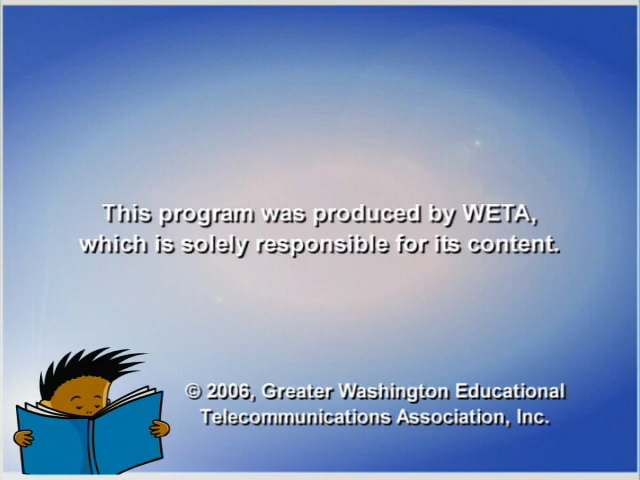 This program was produced by WETA,
which is solely responsible for its content.
© 2006, Greater Washington Educational
Telecommunications Association, Inc.